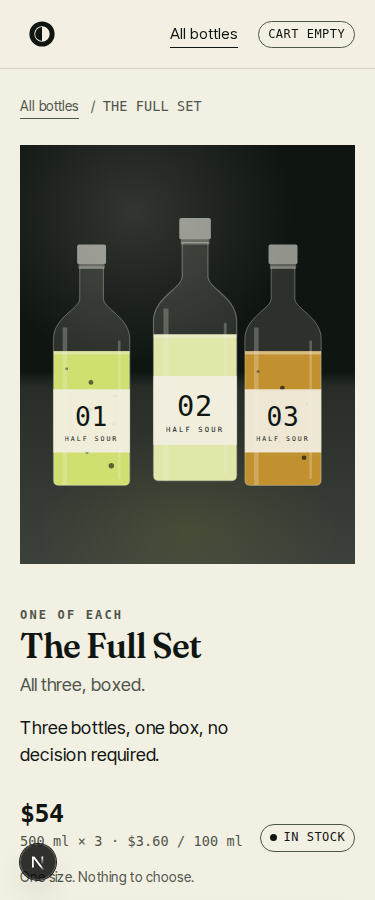 All bottles
CART EMPTY
All bottles / THE FULL SET
01
HALF SOUR
02
HALF SOUR
03
HALF SOUR
ONE OF EACH
The Full Set
All three, boxed.
Three bottles, one box, no
decision required.
$54
500 ml × 3 · $3.60 / 100 ml
IN STOCK
N
One size. Nothing to choose.